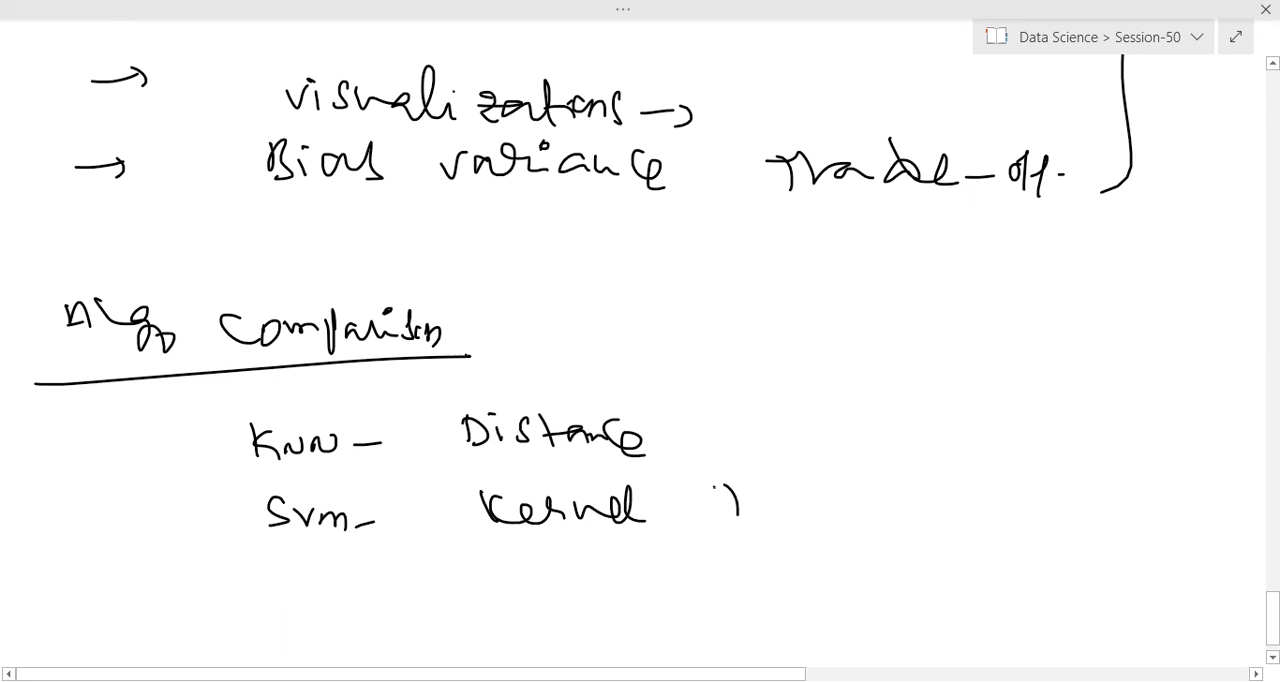 Data Science > Session-50
→ visualizations →
→ Bias variance Trade-off.
Algo Comparison
KNN - Distance
SVM - Kernel